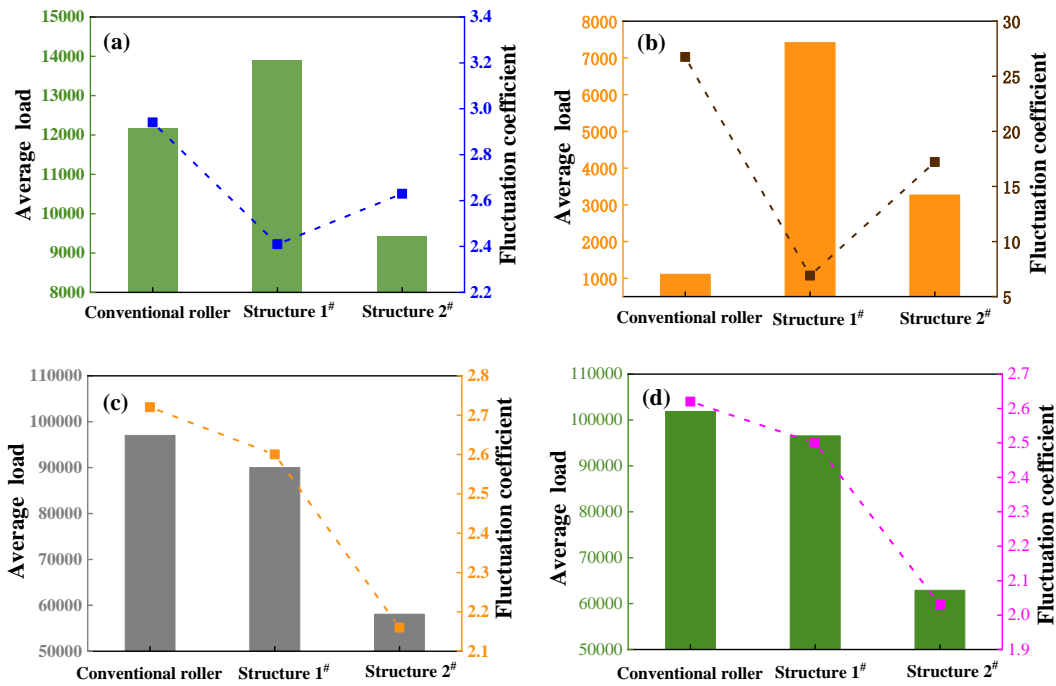 (a)
15000
14000
13000
12000
11000
10000
9000
8000
Average load
3.4
3.2
3.0
2.8
2.6
2.4
2.2
Fluctuation coefficient
Conventional roller
Structure 1#
Structure 2#
(b)
8000
7000
6000
5000
4000
3000
2000
1000
Average load
30
25
20
15
10
5
Fluctuation coefficient
Conventional roller
Structure 1#
Structure 2#
(c)
110000
100000
90000
80000
70000
60000
50000
Average load
2.8
2.7
2.6
2.5
2.4
2.3
2.2
2.1
Fluctuation coefficient
Conventional roller
Structure 1#
Structure 2#
(d)
110000
100000
90000
80000
70000
60000
50000
Average load
2.7
2.6
2.5
2.4
2.3
2.2
2.1
2.0
1.9
Fluctuation coefficient
Conventional roller
Structure 1#
Structure 2#